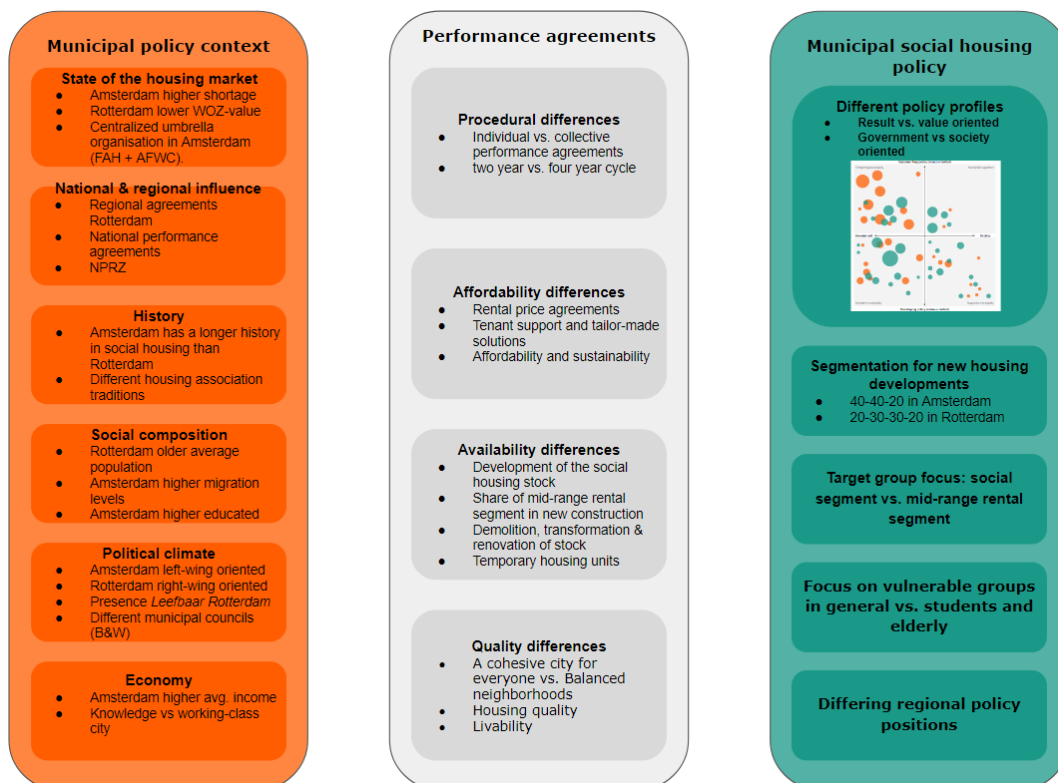 Municipal policy context
State of the housing market
● Amsterdam higher shortage
● Rotterdam lower WOZ-value
● Centralized umbrella
organisation in Amsterdam
(FAH + AFWC).
National & regional influence
● Regional agreements
Rotterdam
● National performance
agreements
● NPRZ
History
● Amsterdam has a longer history
in social housing than
Rotterdam
● Different housing association
traditions
Social composition
● Rotterdam older average
population
● Amsterdam higher migration
levels
● Amsterdam higher educated
Political climate
● Amsterdam left-wing oriented
● Rotterdam right-wing oriented
● Presence Leefbaar Rotterdam
● Different municipal councils
(B&W)
Economy
● Amsterdam higher avg. income
● Knowledge vs working-class
city
Performance agreements
Procedural differences
● Individual vs. collective
performance agreements
● two year vs. four year cycle
Affordability differences
● Rental price agreements
● Tenant support and tailor-made
solutions
● Affordability and sustainability
Availability differences
● Development of the social
housing stock
● Share of mid-range rental
segment in new construction
● Demolition, transformation &
renovation of stock
● Temporary housing units
Quality differences
● A cohesive city for
everyone vs. Balanced
neighborhoods
● Housing quality
● Livability
Municipal social housing
policy
Different policy profiles
● Result vs. value oriented
● Government vs society
oriented
Segmentation for new housing
developments
● 40-40-20 in Amsterdam
● 20-30-30-20 in Rotterdam
Target group focus: social
segment vs. mid-range rental
segment
Focus on vulnerable groups
in general vs. students and
elderly
Differing regional policy
positions